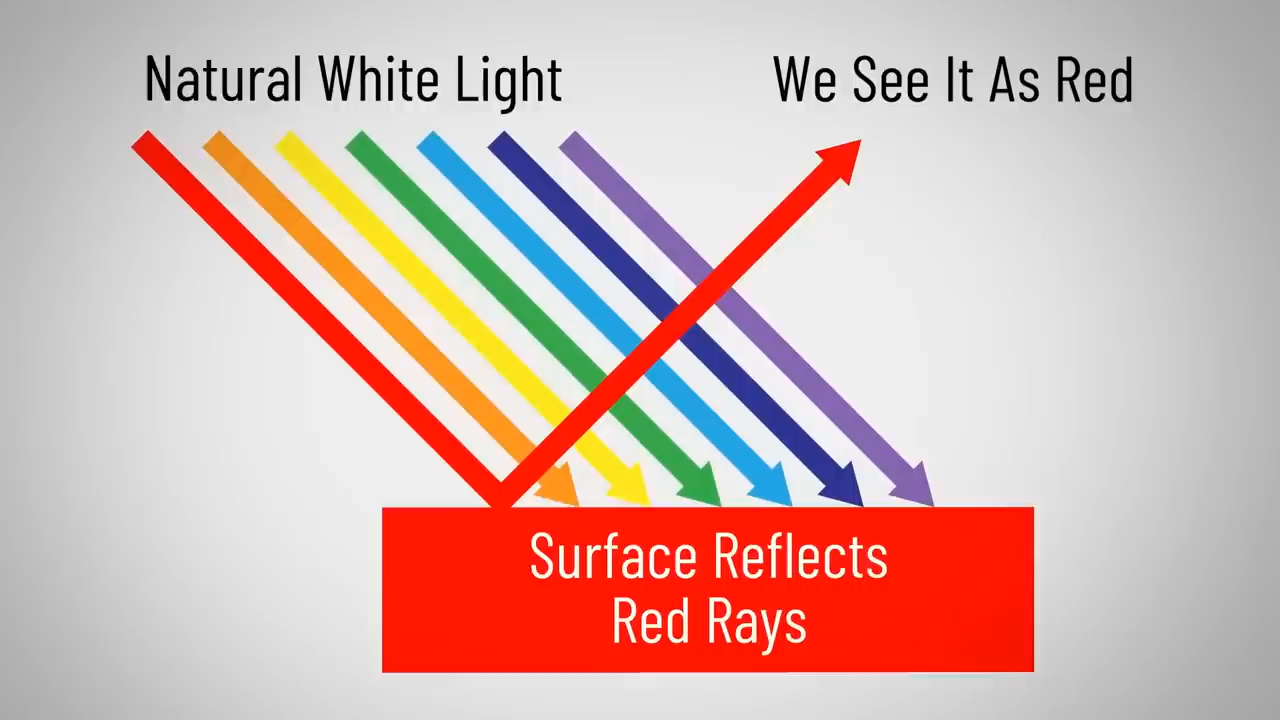 Natural White Light
We See It As Red
Surface Reflects
Red Rays